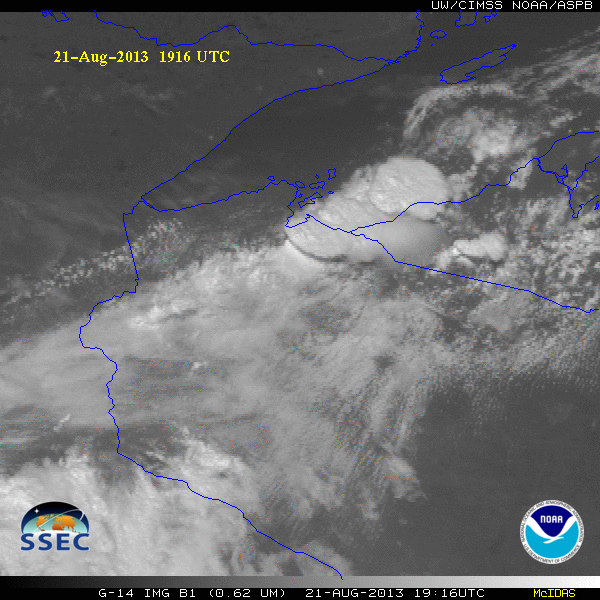 UW/CIMSS NOAA/ASPB
21-Aug-2013 1916 UTC
SSEC
NOAA
G-14 IMG B1 (0.62 UM) 21-AUG-2013 19:16UTC McIDAS